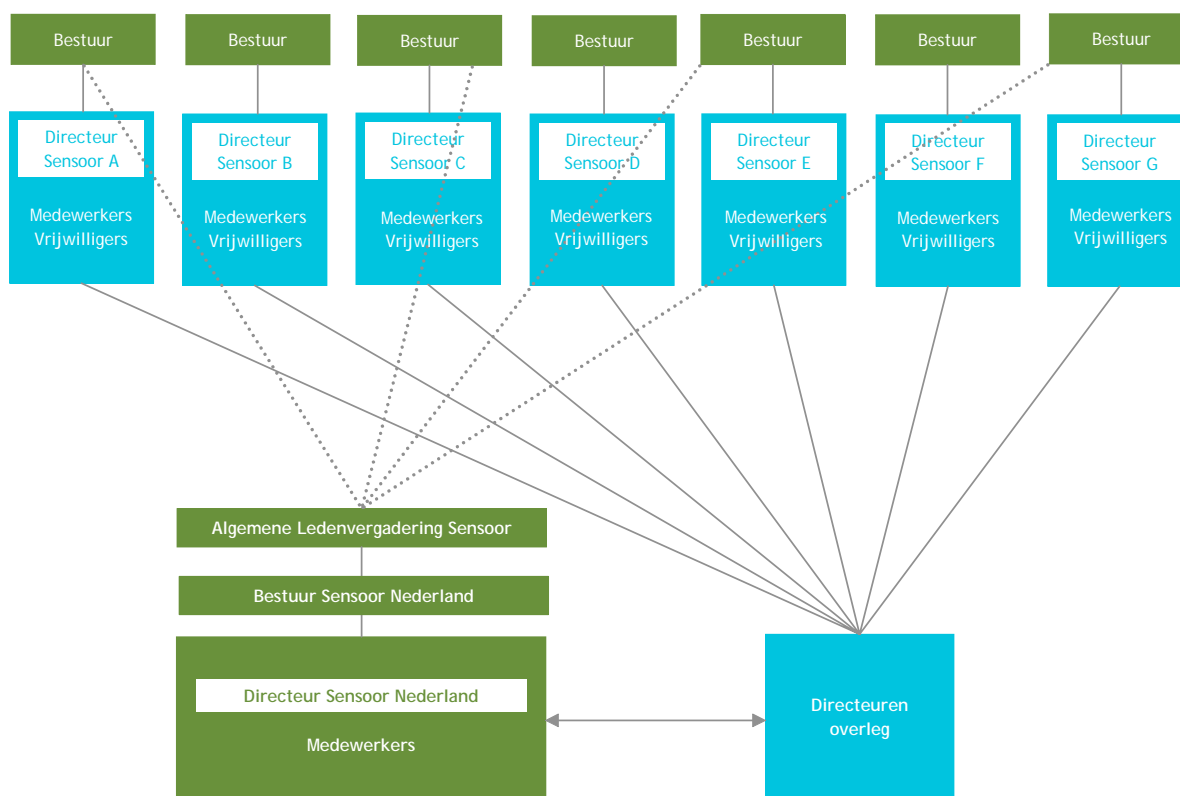 Bestuur
Bestuur
Bestuur
Bestuur
Bestuur
Bestuur
Bestuur
Directeur
Sensoor A
Medewerkers
Vrijwilligers
Directeur
Sensoor B
Medewerkers
Vrijwilligers
Directeur
Sensoor C
Medewerkers
Vrijwilligers
Directeur
Sensoor D
Medewerkers
Vrijwilligers
Directeur
Sensoor E
Medewerkers
Vrijwilligers
Directeur
Sensoor F
Medewerkers
Vrijwilligers
Directeur
Sensoor G
Medewerkers
Vrijwilligers
Algemene Ledenvergadering Sensoor
Bestuur Sensoor Nederland
Directeur Sensoor Nederland
Medewerkers
Directeuren
overleg